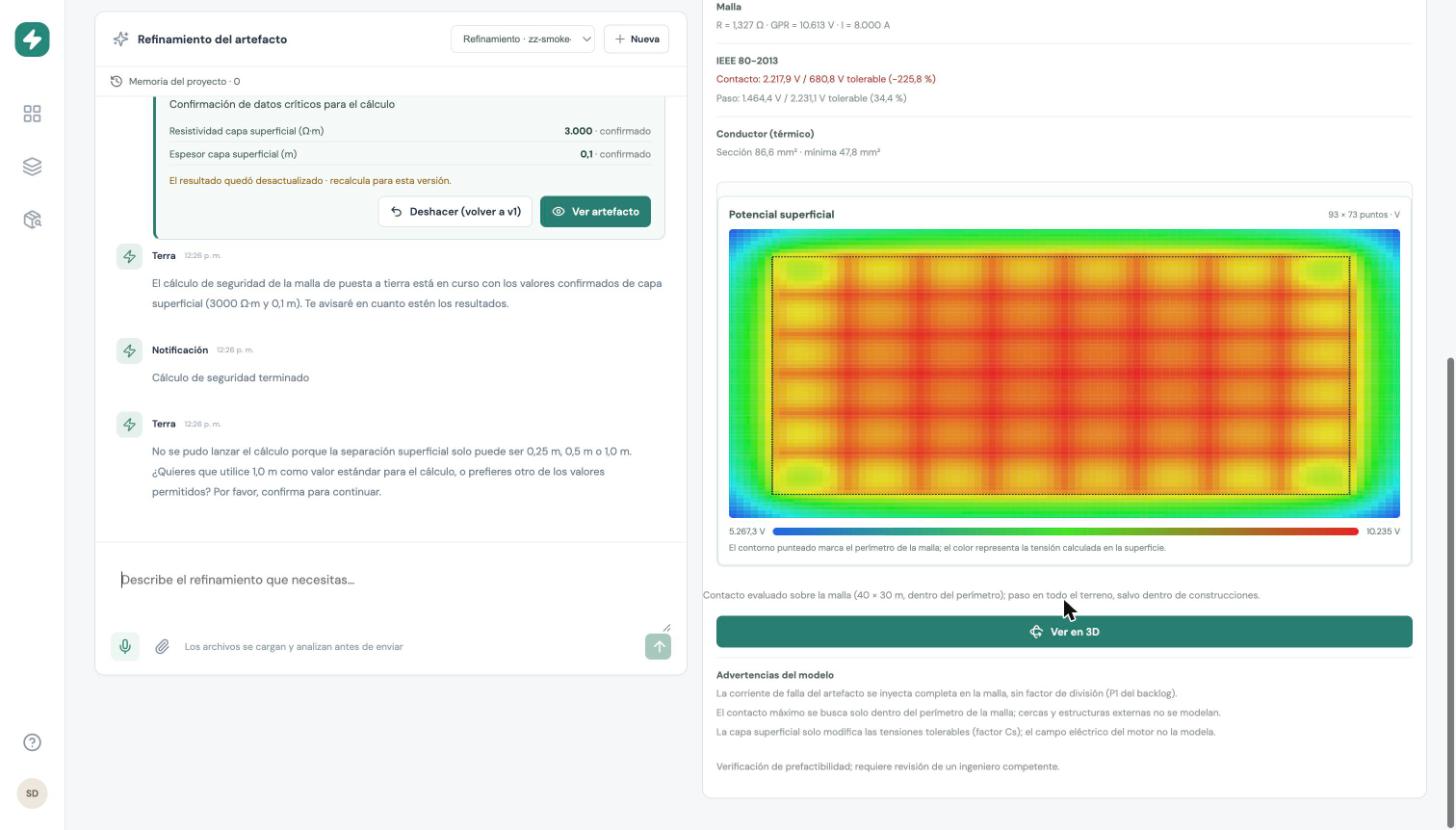 Refinamiento del artefacto
Refinamiento · zz-smoke-
Nueva
Memoria del proyecto · 0
Confirmación de datos críticos para el cálculo
Resistividad capa superficial (Ω·m)
3.000 · confirmado
Espesor capa superficial (m)
0,1 · confirmado
El resultado quedó desactualizado · recalcula para esta versión.
Deshacer (volver a v1)
Ver artefacto
Terra 12:26 p. m.
El cálculo de seguridad de la malla de puesta a tierra está en curso con los valores confirmados de capa
superficial (3000 Ω·m y 0,1 m). Te avisaré en cuanto estén los resultados.
Notificación 12:26 p. m.
Cálculo de seguridad terminado
Terra 12:26 p. m.
No se pudo lanzar el cálculo porque la separación superficial solo puede ser 0,25 m, 0,5 m o 1,0 m.
¿Quieres que utilice 1,0 m como valor estándar para el cálculo, o prefieres otro de los valores
permitidos? Por favor, confirma para continuar.
Describe el refinamiento que necesitas...
Los archivos se cargan y analizan antes de enviar
SD
Malla
R = 1,327 Ω · GPR = 10.613 V · I = 8.000 A
IEEE 80-2013
Contacto: 2.217,9 V / 680,8 V tolerable (-225,8 %)
Paso: 1.464,4 V / 2.231,1 V tolerable (34,4 %)
Conductor (térmico)
Sección 86,6 mm² · mínima 47,8 mm²
Potencial superficial
93 × 73 puntos · V
5.267,3 V
10.235 V
El contorno punteado marca el perímetro de la malla; el color representa la tensión calculada en la superficie.
Contacto evaluado sobre la malla (40 × 30 m, dentro del perímetro); paso en todo el terreno, salvo dentro de construcciones.
Ver en 3D
Advertencias del modelo
La corriente de falla del artefacto se inyecta completa en la malla, sin factor de división (P1 del backlog).
El contacto máximo se busca solo dentro del perímetro de la malla; cercas y estructuras externas no se modelan.
La capa superficial solo modifica las tensiones tolerables (factor Cs); el campo eléctrico del motor no la modela.
Verificación de prefactibilidad; requiere revisión de un ingeniero competente.